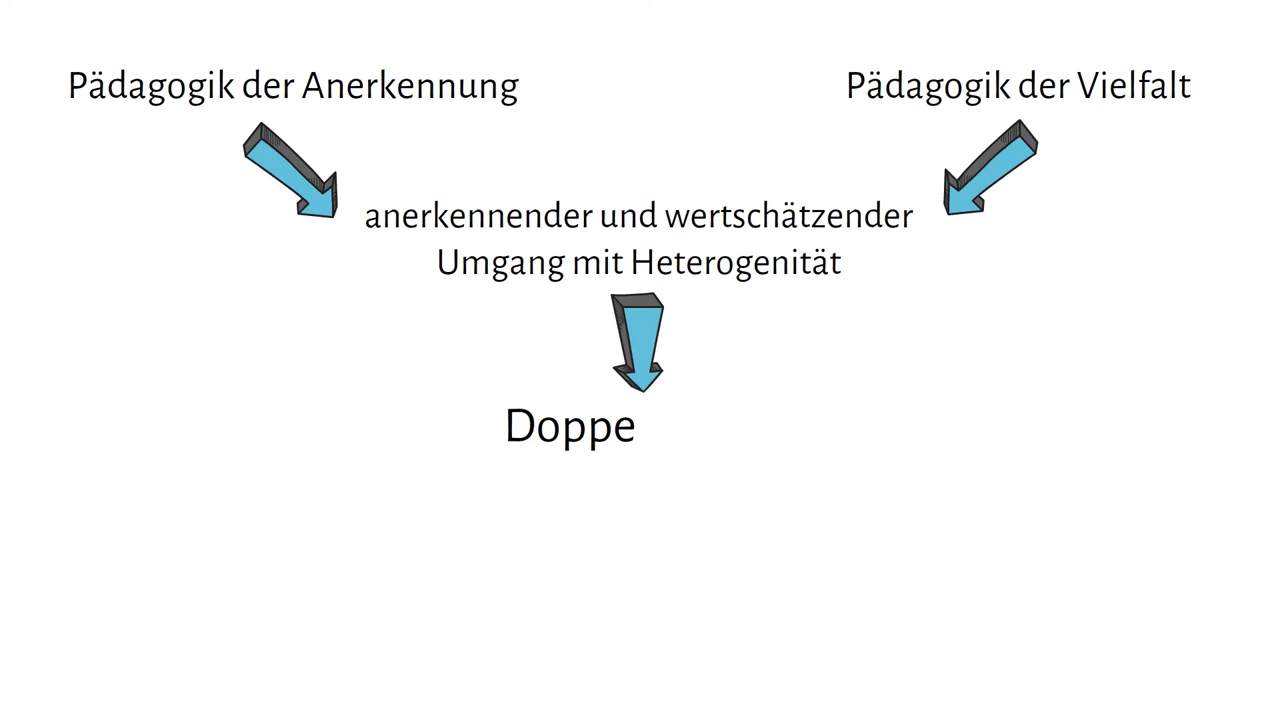 Pädagogik der Anerkennung
Pädagogik der Vielfalt
anerkennender und wertschätzender
Umgang mit Heterogenität
Doppe